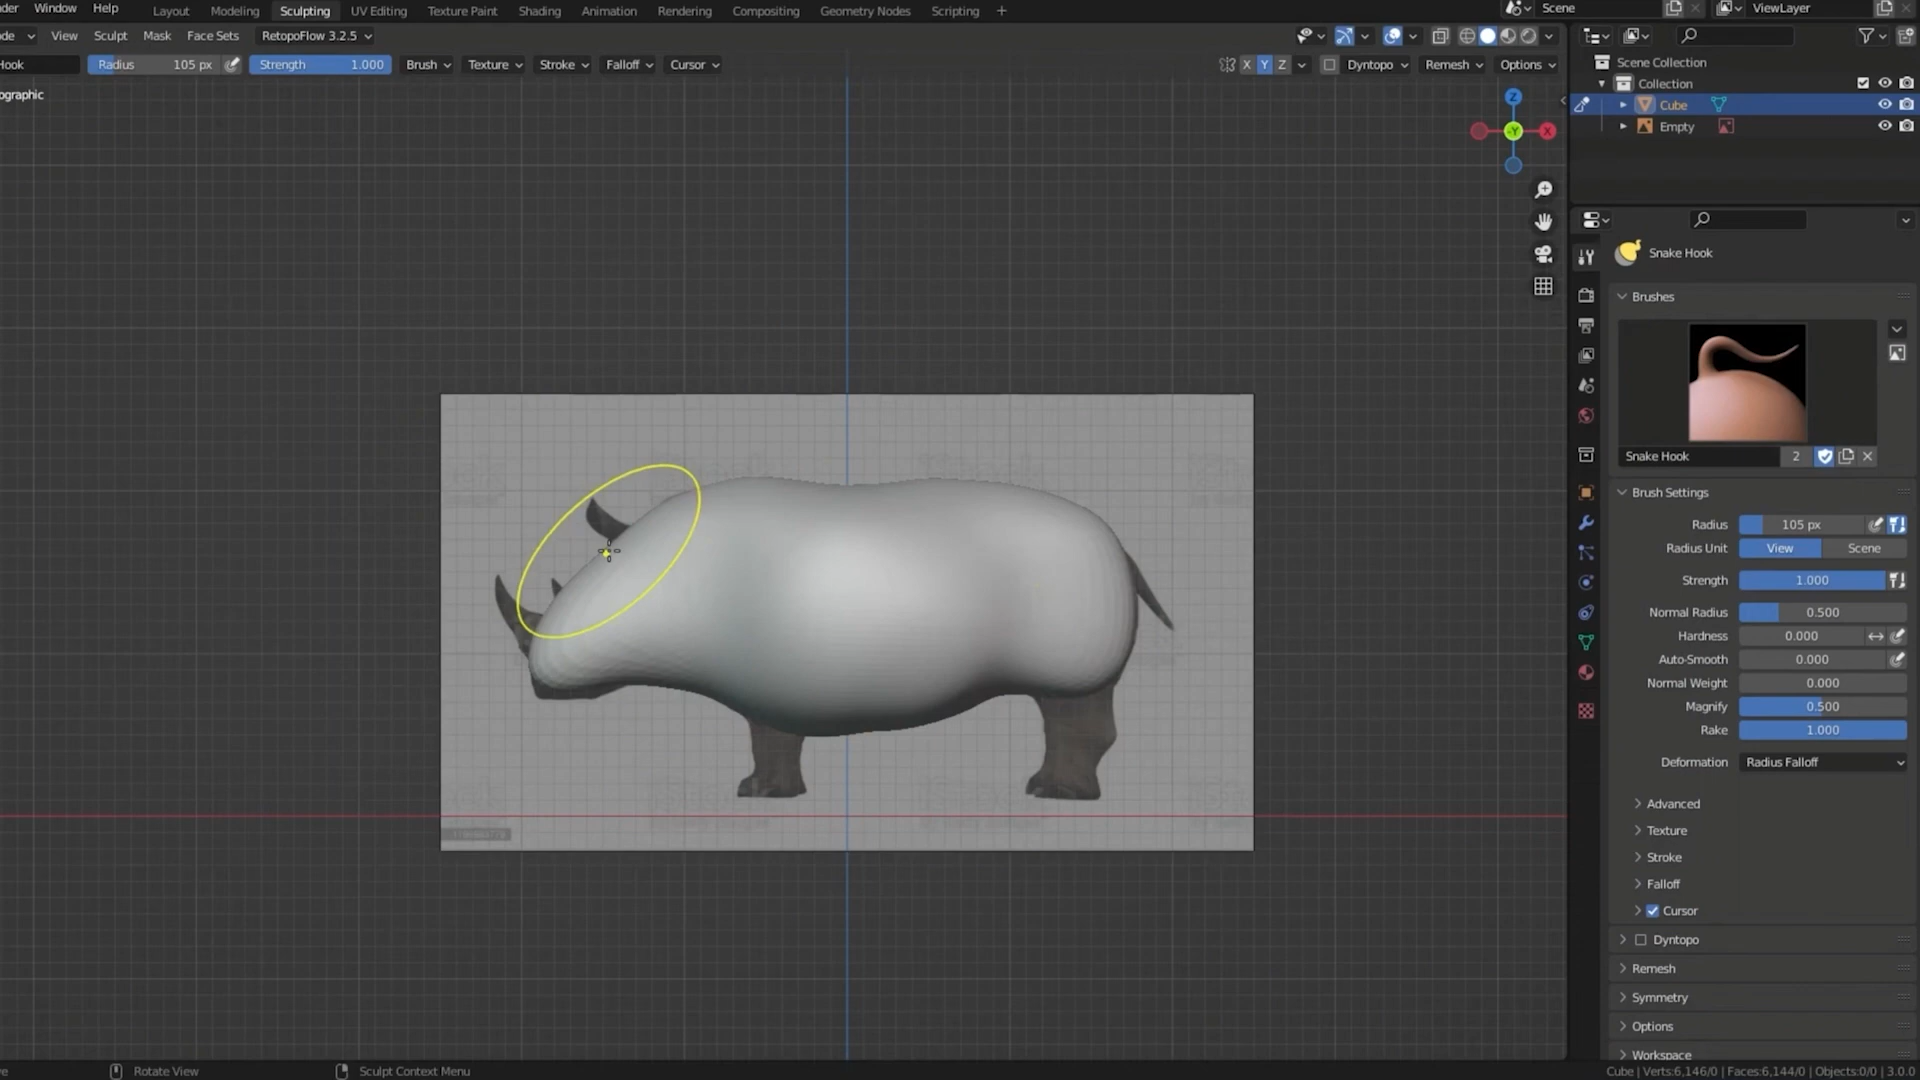 der Window Help Layout Modeling Sculpting UV Editing Texture Paint Shading Animation Rendering Compositing Geometry Nodes Scripting + Scene ViewLayer
de View Sculpt Mask Face Sets RetopoFlow 3.2.5
Hook Radius 105 px Strength 1.000 Brush Texture Stroke Falloff Cursor X Y Z Dyntopo Remesh Options
ographic
Z
-Y X
Scene Collection
Collection
Cube
Empty
Snake Hook
Brushes
Snake Hook 2
Brush Settings
Radius 105 px
Radius Unit View Scene
Strength 1.000
Normal Radius 0.500
Hardness 0.000
Auto-Smooth 0.000
Normal Weight 0.000
Magnify 0.500
Rake 1.000
Deformation Radius Falloff
Advanced
Texture
Stroke
Falloff
Cursor
Dyntopo
Remesh
Symmetry
Options
Workspace
Rotate View Sculpt Context Menu Cube | Verts:6,146/0 | Faces:6,144/0 | Objects:0/0 | 3.0.0